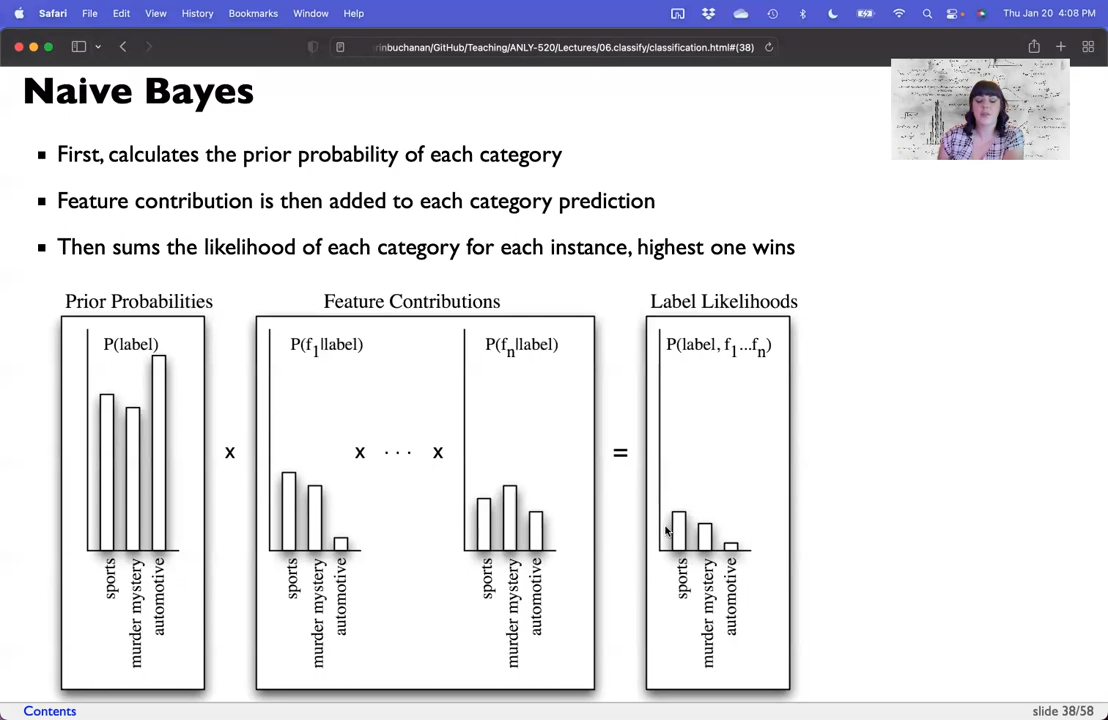 Safari File Edit View History Bookmarks Window Help Thu Jan 20 4:08 PM
rinbuchanan/GitHub/Teaching/ANLY-520/Lectures/06.classify/classification.html#(38)
Naive Bayes
First, calculates the prior probability of each category
Feature contribution is then added to each category prediction
Then sums the likelihood of each category for each instance, highest one wins
Prior Probabilities
P(label)
sports
murder mystery
automotive
x
Feature Contributions
P(f1|label)
sports
murder mystery
automotive
x · · · x
P(fn|label)
sports
murder mystery
automotive
=
Label Likelihoods
P(label, f1...fn)
sports
murder mystery
automotive
Contents
slide 38/58